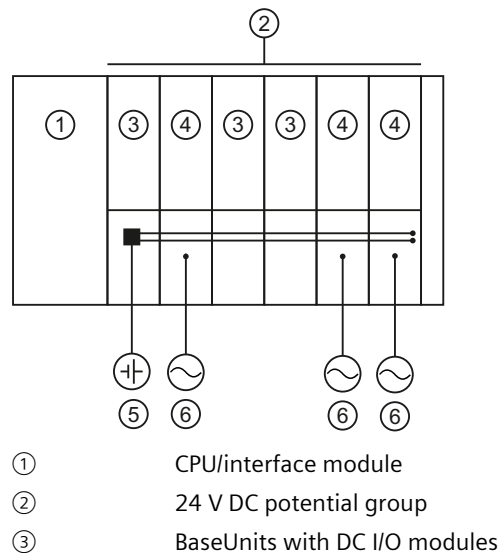 ②
① ③ ④ ③ ③ ④ ④
⑤ ⑥ ⑥ ⑥
① CPU/interface module
② 24 V DC potential group
③ BaseUnits with DC I/O modules